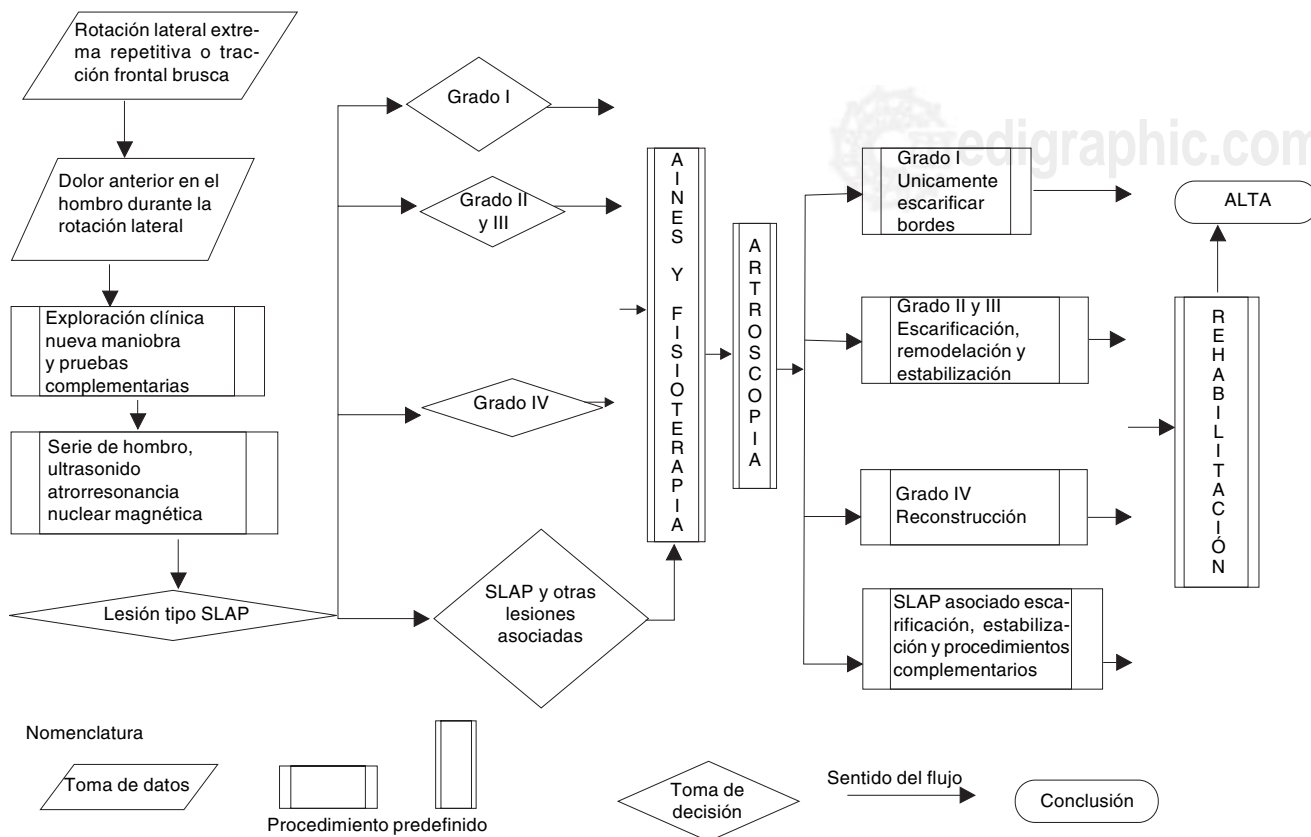 Rotación lateral extre-
ma repetitiva o trac-
ción frontal brusca
Dolor anterior en el
hombro durante la
rotación lateral
Exploración clínica
nueva maniobra
y pruebas
complementarias
Serie de hombro,
ultrasonido
atrorresonancia
nuclear magnética
Lesión tipo SLAP
Grado I
Grado II
y III
Grado IV
SLAP y otras
lesiones
asociadas
AINES Y FISIOTERAPIA
ARTROSCOPIA
edigraphic.com
Grado I
Unicamente
escarificar
bordes
Grado II y III
Escarificación,
remodelación y
estabilización
Grado IV
Reconstrucción
SLAP asociado esca-
rificación, estabiliza-
ción y procedimientos
complementarios
REHABILITACIÓN
ALTA
Nomenclatura
Toma de datos
Procedimiento predefinido
Toma de
decisión
Sentido del flujo
Conclusión